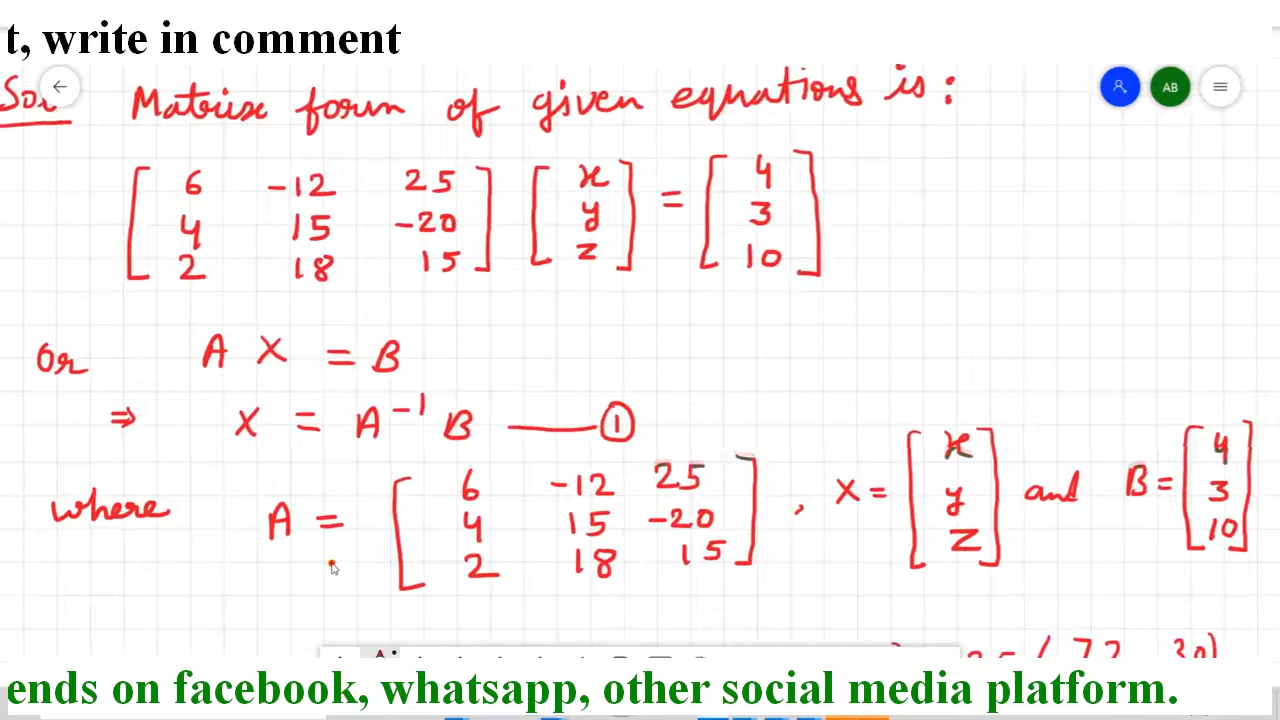 t, write in comment
Sol Matrix form of given equations is:
AB
6 -12 25 x 4
4 15 -20 y = 3
2 18 15 z 10
or A X = B
⇒ X = A⁻¹ B —— ①
where A = 6 -12 25 , X = x and B = 4
4 15 -20 y 3
2 18 15 z 10
ends on facebook, whatsapp, other social media platform.